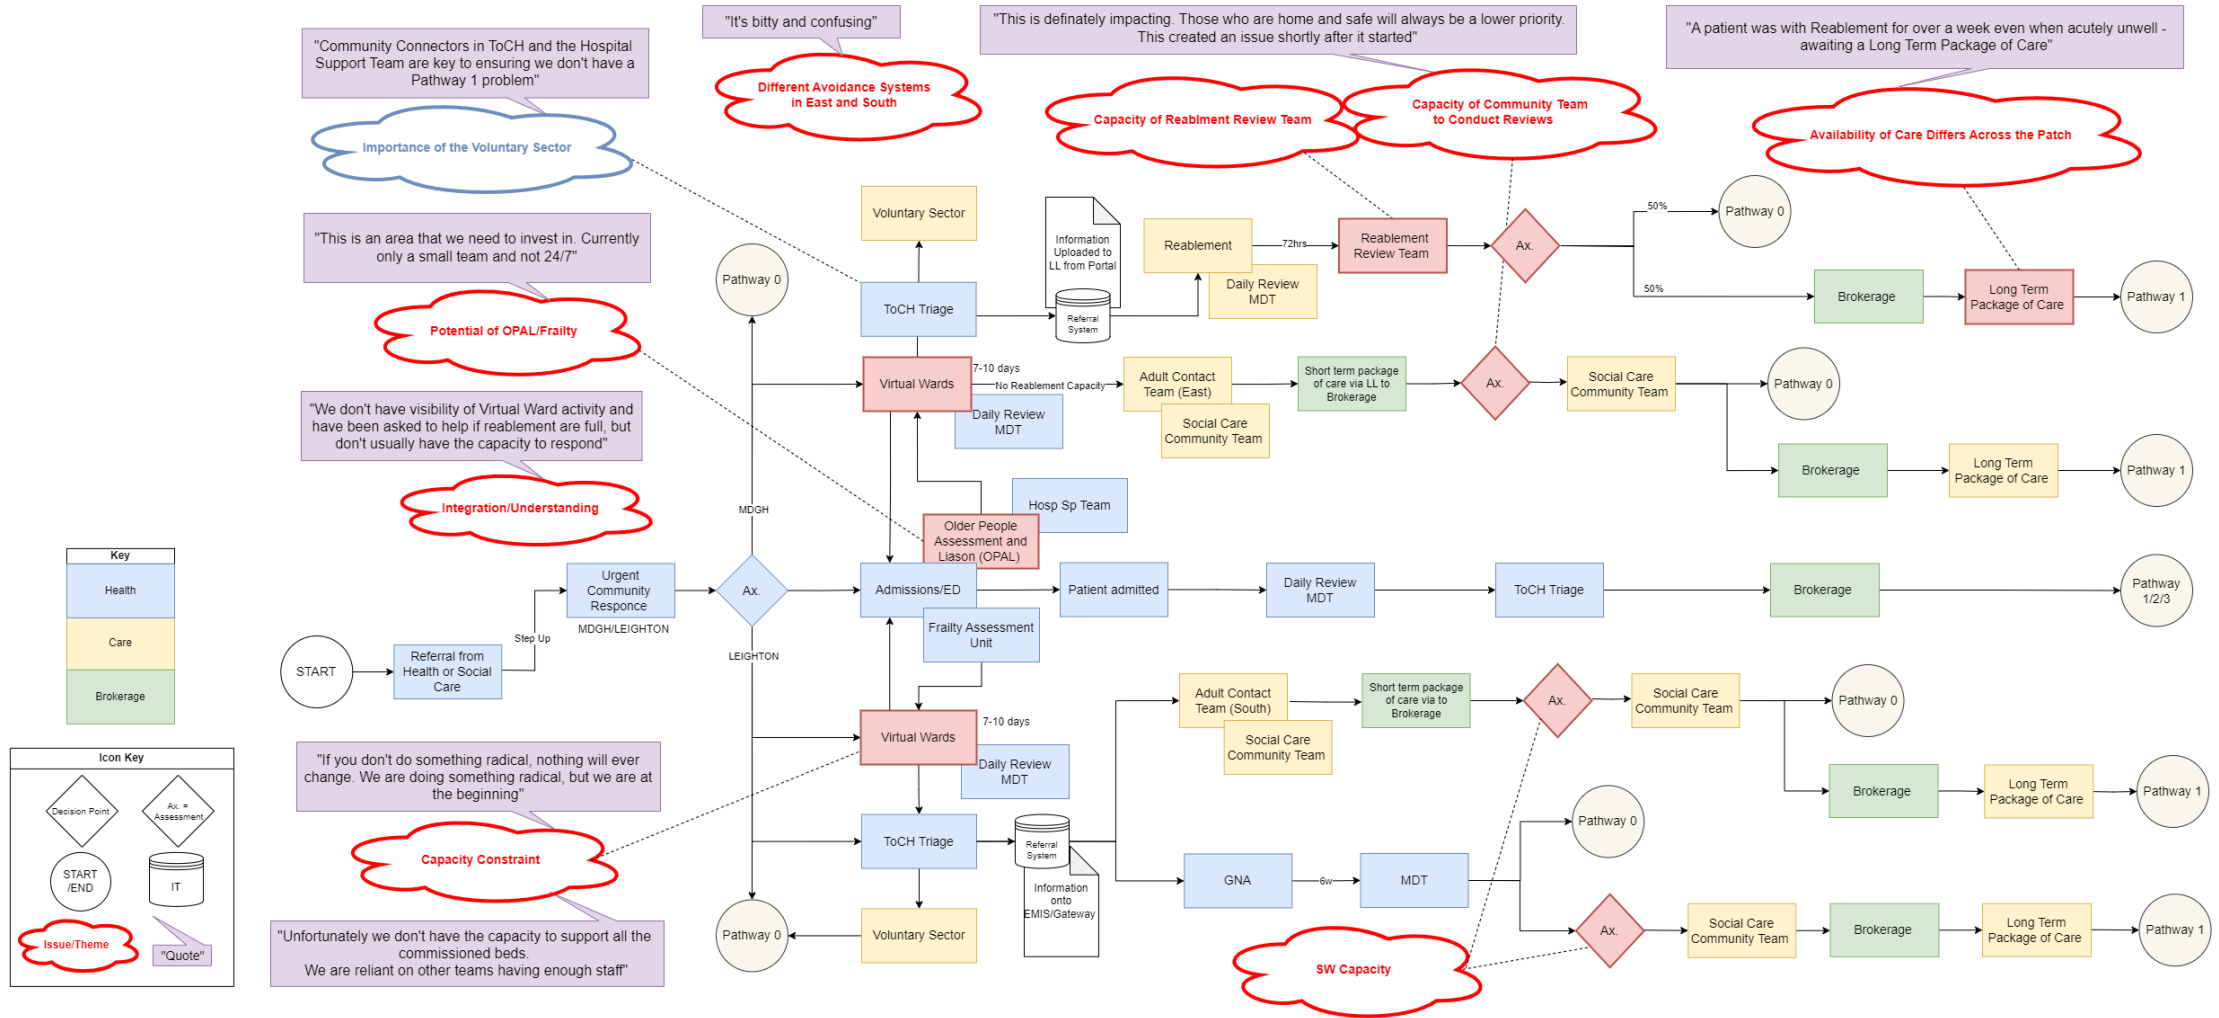 "Community Connectors in ToCH and the Hospital
Support Team are key to ensuring we don't have a
Pathway 1 problem"
Importance of the Voluntary Sector
"It's bitty and confusing"
Different Avoidance Systems
in East and South
"This is definately impacting. Those who are home and safe will always be a lower priority.
This created an issue shortly after it started"
Capacity of Reablment Review Team
Capacity of Community Team
to Conduct Reviews
"A patient was with Reablement for over a week even when acutely unwell -
awaiting a Long Term Package of Care"
Availability of Care Differs Across the Patch
"This is an area that we need to invest in. Currently
only a small team and not 24/7"
Potential of OPAL/Frailty
"We don't have visibility of Virtual Ward activity and
have been asked to help if reablement are full, but
don't usually have the capacity to respond"
Integration/Understanding
Voluntary Sector
Pathway 0
ToCH Triage
Information
Uploaded to
LL from Portal
Referral
System
Reablement
Daily Review
MDT
72hrs
Reablement
Review Team
Ax.
50%
Pathway 0
50%
Brokerage
Long Term
Package of Care
Pathway 1
Virtual Wards
7-10 days
No Reablement Capacity
Daily Review
MDT
Adult Contact
Team (East)
Social Care
Community Team
Short term package
of care via LL to
Brokerage
Ax.
Social Care
Community Team
Pathway 0
Brokerage
Long Term
Package of Care
Pathway 1
MDGH
Hosp Sp Team
Older People
Assessment and
Liason (OPAL)
Key
Health
Care
Brokerage
START
Referral from
Health or Social
Care
Step Up
Urgent
Community
Responce
MDGH/LEIGHTON
Ax.
Admissions/ED
Frailty Assessment
Unit
Patient admitted
Daily Review
MDT
ToCH Triage
Brokerage
Pathway
1/2/3
LEIGHTON
Virtual Wards
7-10 days
Daily Review
MDT
ToCH Triage
Referral
System
Information
onto
EMIS/Gateway
Voluntary Sector
Pathway 0
Adult Contact
Team (South)
Social Care
Community Team
Short term package
of care via to
Brokerage
Ax.
Social Care
Community Team
Pathway 0
Brokerage
Long Term
Package of Care
Pathway 1
GNA
6w
MDT
Pathway 0
Ax.
Social Care
Community Team
Brokerage
Long Term
Package of Care
Pathway 1
SW Capacity
Icon Key
Decision Point
Ax. =
Assessment
START
/END
IT
Issue/Theme
"Quote"
"If you don't do something radical, nothing will ever
change. We are doing something radical, but we are at
the beginning"
Capacity Constraint
"Unfortunately we don't have the capacity to support all the
commissioned beds.
We are reliant on other teams having enough staff"